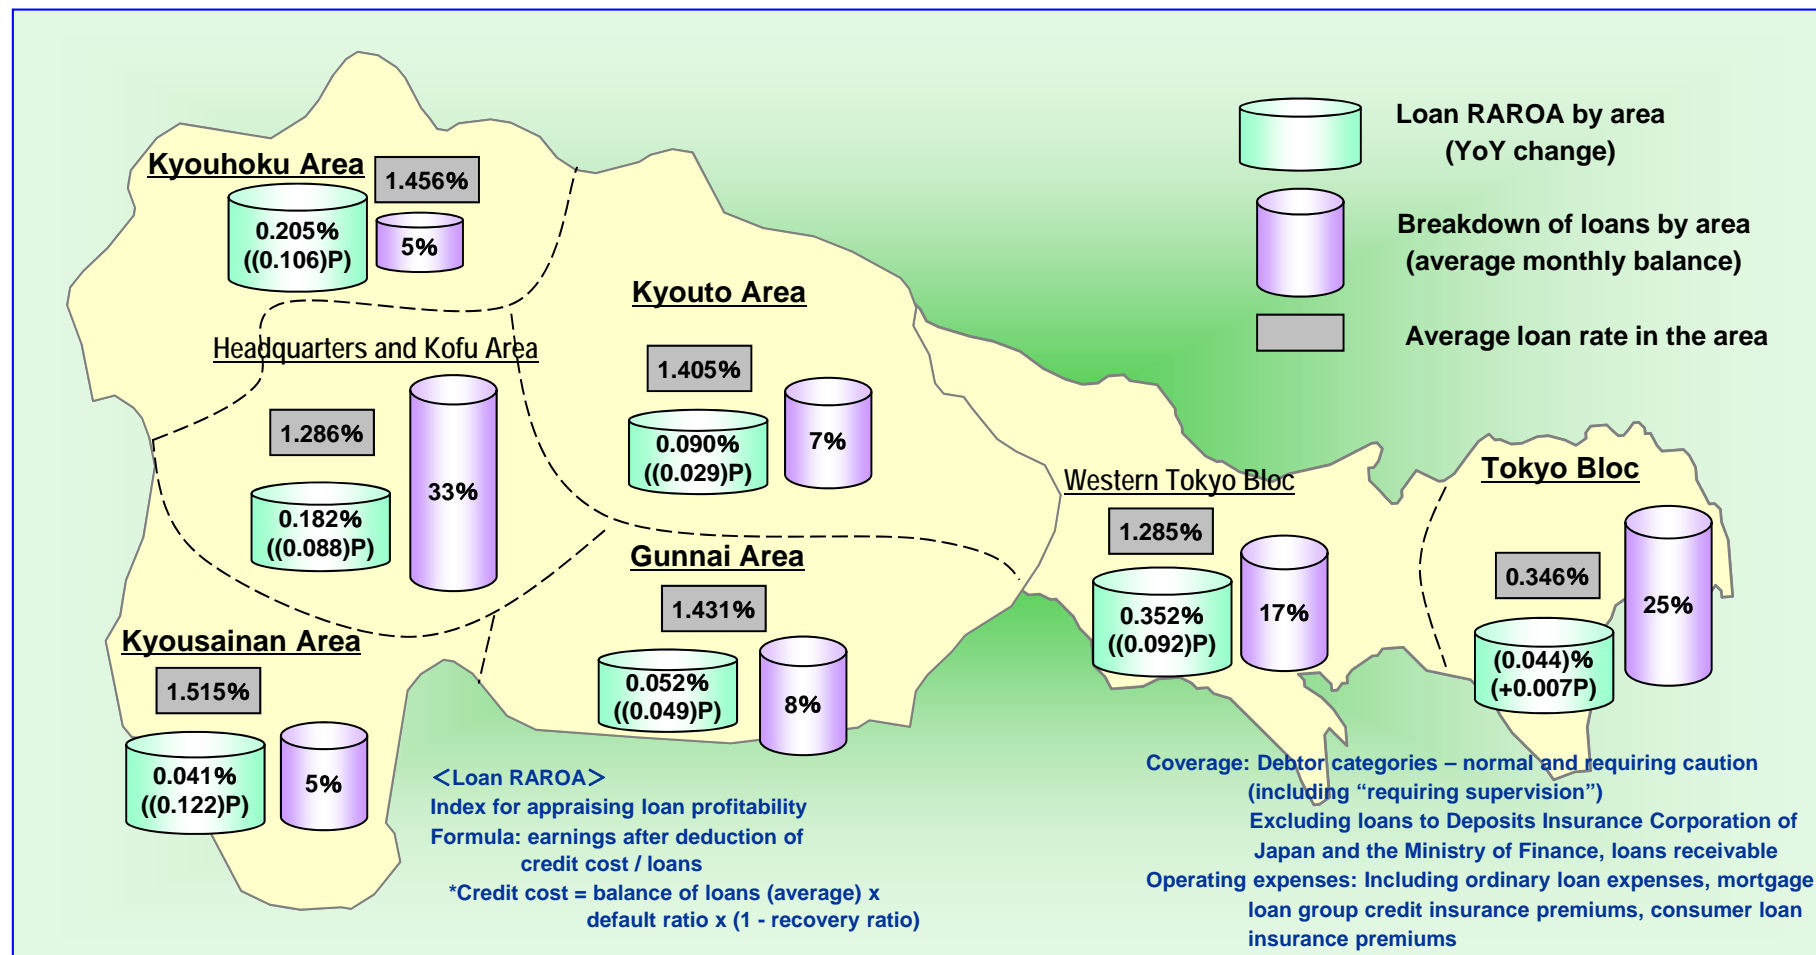 Kyouhoku Area
1.456%
0.205%
((0.106)P)
5%
Headquarters and Kofu Area
1.286%
33%
0.182%
((0.088)P)
Kyousainan Area
1.515%
0.041%
((0.122)P)
5%
Kyouto Area
1.405%
0.090%
((0.029)P)
7%
Gunnai Area
1.431%
0.052%
((0.049)P)
8%
Western Tokyo Bloc
1.285%
0.352%
((0.092)P)
17%
Tokyo Bloc
0.346%
25%
(0.044)%
(+0.007P)
Loan RAROA by area
(YoY change)
Breakdown of loans by area
(average monthly balance)
Average loan rate in the area
＜Loan RAROA＞
Index for appraising loan profitability
Formula: earnings after deduction of
credit cost / loans
*Credit cost = balance of loans (average) x
default ratio x (1 - recovery ratio)
Coverage: Debtor categories – normal and requiring caution
(including “requiring supervision”)
Excluding loans to Deposits Insurance Corporation of
Japan and the Ministry of Finance, loans receivable
Operating expenses: Including ordinary loan expenses, mortgage
loan group credit insurance premiums, consumer loan
insurance premiums